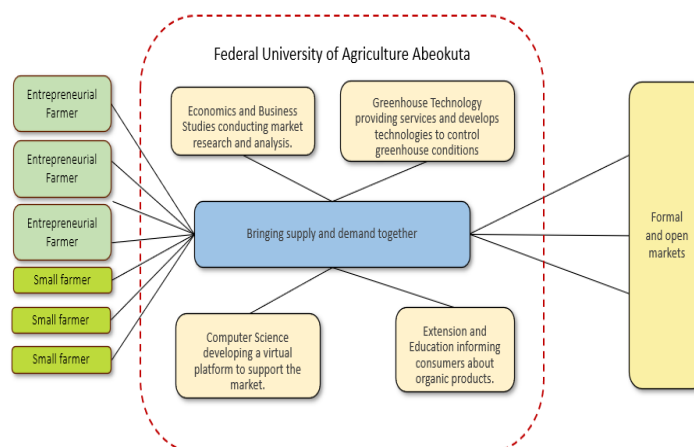 Federal University of Agriculture Abeokuta
Entrepreneurial
Farmer
Entrepreneurial
Farmer
Entrepreneurial
Farmer
Small farmer
Small farmer
Small farmer
Economics and Business
Studies conducting market
research and analysis.
Greenhouse Technology
providing services and develops
technologies to control
greenhouse conditions
Bringing supply and demand together
Computer Science
developing a virtual
platform to support the
market.
Extension and
Education informing
consumers about
organic products.
Formal
and open
markets